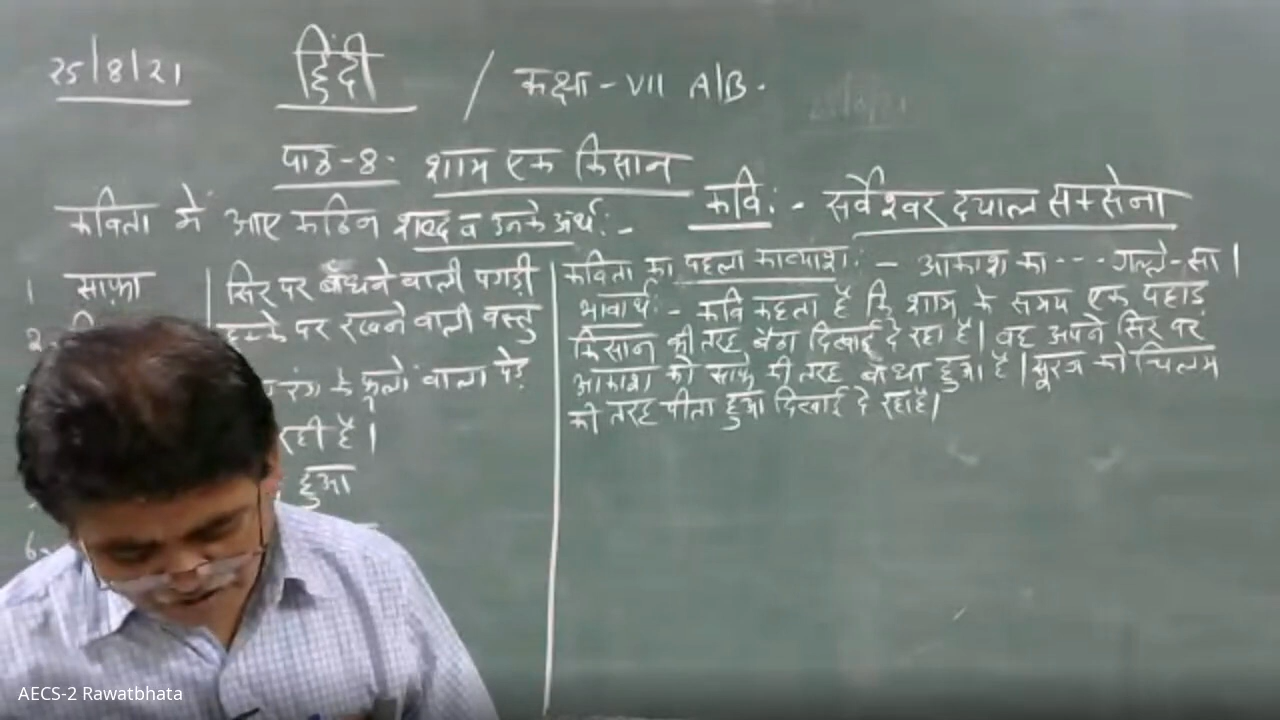 25/8/21 हिंदी / कक्षा - VII A/B.
पाठ-8. शाम एक किसान
कविता में आए कठिन शब्द व उनके अर्थ:-
कवि:- सर्वेश्वर दयाल सक्सेना
1 साफ़ा सिर पर बाँधने वाली पगड़ी
2. हुक्के पर रखने वाली वस्तु
रंग के फूलों वाला पेड़
रही है।
हुआ
6.
कविता का पहला काव्यांश:- आकाश का --- गल्ले-सा।
भावार्थ:- कवि कहता है कि शाम के समय एक पहाड़
किसान की तरह बैठा दिखाई दे रहा है। वह अपने सिर पर
आकाश को साफे की तरह बाँधा हुआ है। सूरज को चिलम
की तरह पीता हुआ दिखाई दे रहा है।
AECS-2 Rawatbhata